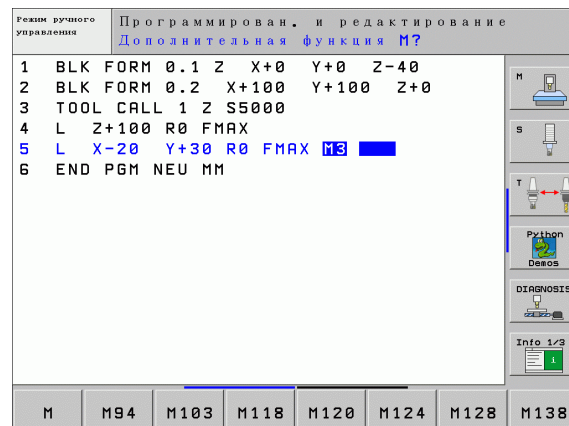 Режим ручного
управления
Программирован. и редактирование
Дополнительная функция M?
1 BLK FORM 0.1 Z X+0 Y+0 Z-40
2 BLK FORM 0.2 X+100 Y+100 Z+0
3 TOOL CALL 1 Z S5000
4 L Z+100 R0 FMAX
5 L X-20 Y+30 R0 FMAX M3
6 END PGM NEU MM
M
S
T
Python
Demos
DIAGNOSIS
Info 1/3
i
M M94 M103 M118 M120 M124 M128 M138